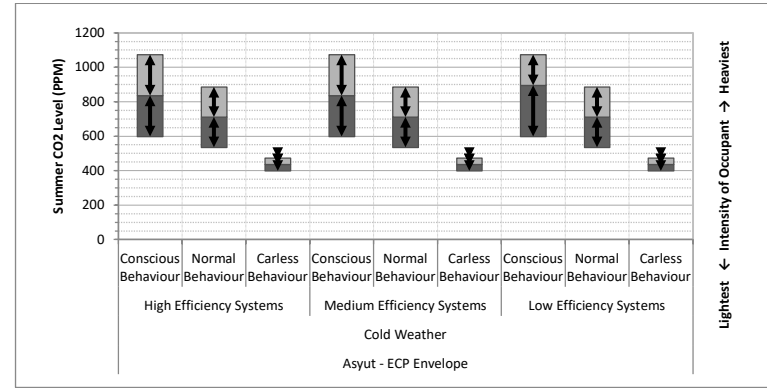 Summer CO2 Level (PPM)
1200
1000
800
600
400
200
0
Conscious Behaviour
Normal Behaviour
Carless Behaviour
Conscious Behaviour
Normal Behaviour
Carless Behaviour
Conscious Behaviour
Normal Behaviour
Carless Behaviour
High Efficiency Systems
Medium Efficiency Systems
Low Efficiency Systems
Cold Weather
Asyut - ECP Envelope
Lightest ← Intensity of Occupant → Heaviest